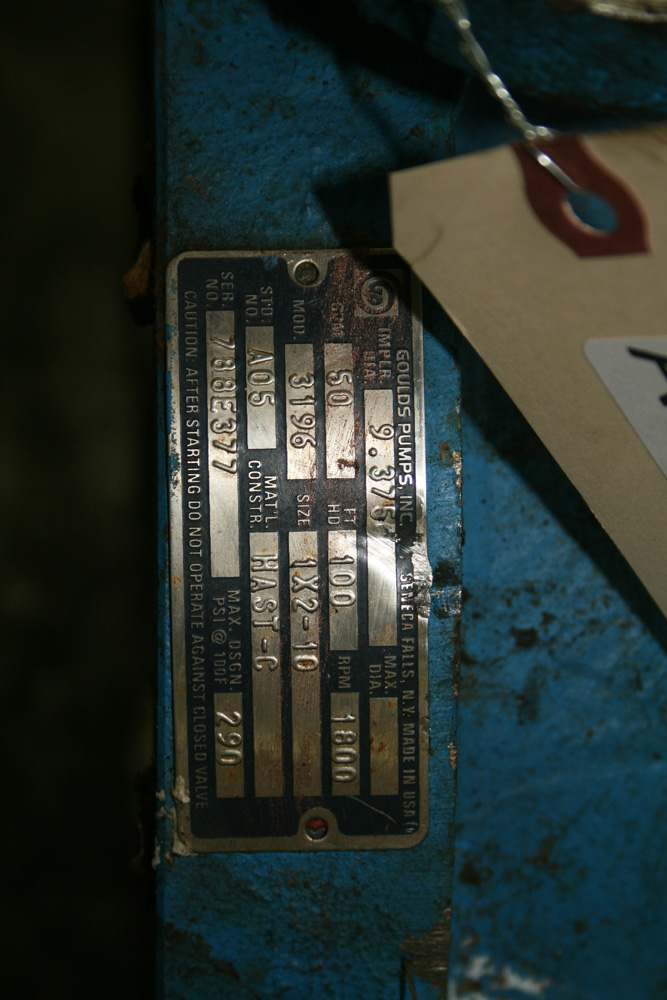 GOULDS PUMPS, INC. SENECA FALLS, N.Y. MADE IN USA
IMPLR. DIA. 9.375 MAX. DIA.
GPM 50 FT HD 100 RPM 1800
MOD. 3196 SIZE 1X2-10
STD. NO. A05 MAT'L. CONSTR. HAST-C
SER. NO. 788E377 MAX. DSGN. PSI @ 100F 290
CAUTION: AFTER STARTING DO NOT OPERATE AGAINST CLOSED VALVE